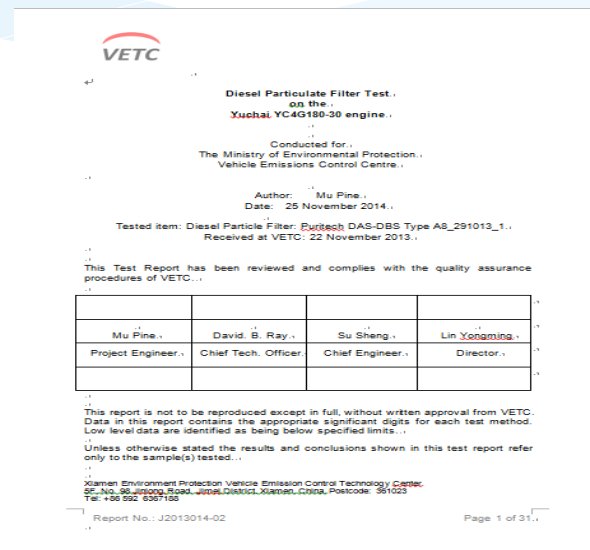 VETC
Diesel Particulate Filter Test
on the
Yuchai YC4G180-30 engine
Conducted for
The Ministry of Environmental Protection
Vehicle Emissions Control Centre
Author: Mu Pine
Date: 25 November 2014
Tested item: Diesel Particle Filter: Puritech DAS-DBS Type A8_291013_1
Received at VETC: 22 November 2013
This Test Report has been reviewed and complies with the quality assurance
procedures of VETC.
Mu Pine David. B. Ray Su Sheng Lin Yongming
Project Engineer Chief Tech. Officer Chief Engineer Director
This report is not to be reproduced except in full, without written approval from VETC.
Data in this report contains the appropriate significant digits for each test method.
Low level data are identified as being below specified limits.
Unless otherwise stated the results and conclusions shown in this test report refer
only to the sample(s) tested.
Xiamen Environment Protection Vehicle Emission Control Technology Center
5F, No. 98 Jinlong Road, Jimei District, Xiamen, China, Postcode: 361023
Tel: +86 592 6367188
Report No.: J2013014-02 Page 1 of 31